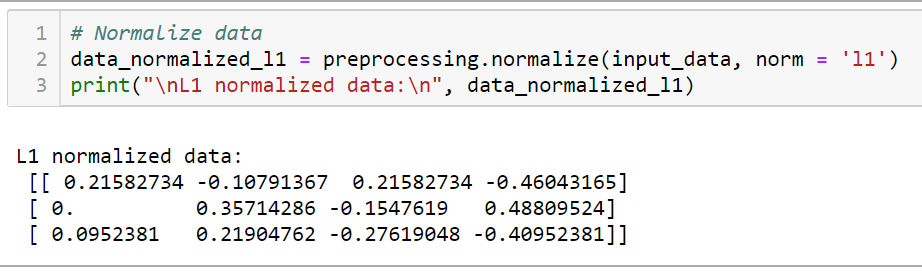 1 # Normalize data
2 data_normalized_l1 = preprocessing.normalize(input_data, norm = 'l1')
3 print("\nL1 normalized data:\n", data_normalized_l1)
L1 normalized data:
[[ 0.21582734 -0.10791367  0.21582734 -0.46043165]
[ 0.          0.35714286 -0.1547619   0.48809524]
[ 0.0952381   0.21904762 -0.27619048 -0.40952381]]